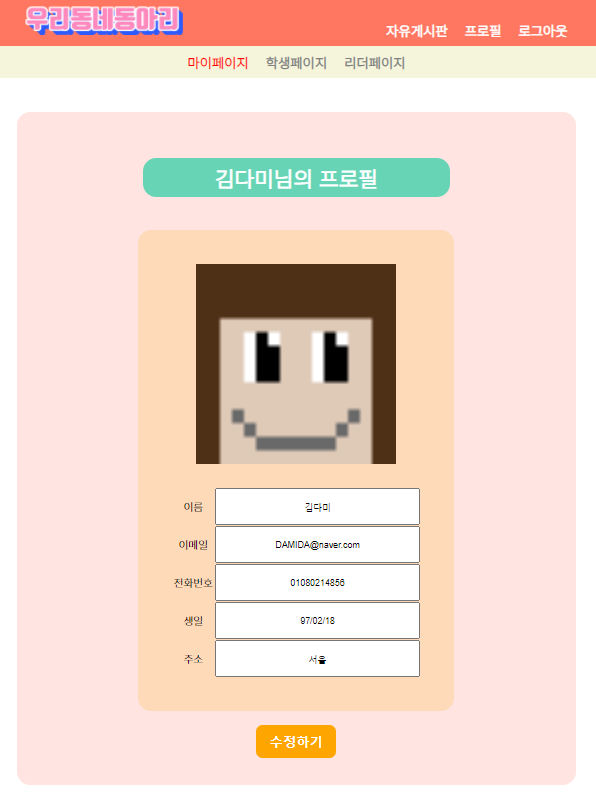 우리동네동아리
자유게시판 프로필 로그아웃
마이페이지 학생페이지 리더페이지
김다미님의 프로필
이름 김다미
이메일 DAMIDA@naver.com
전화번호 01080214856
생일 97/02/18
주소 서울
수정하기